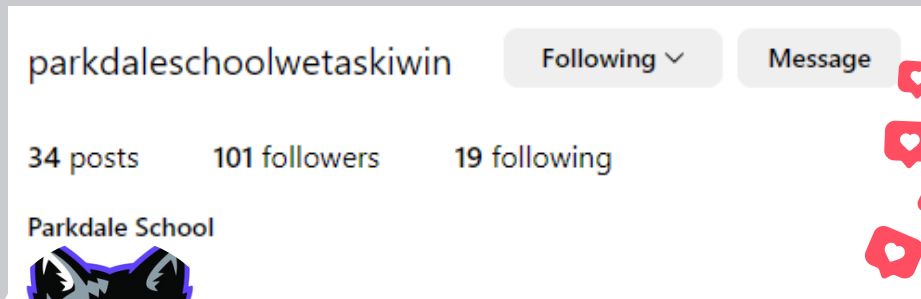 parkdaleschoolwetaskiwin Following Message
34 posts 101 followers 19 following
Parkdale School